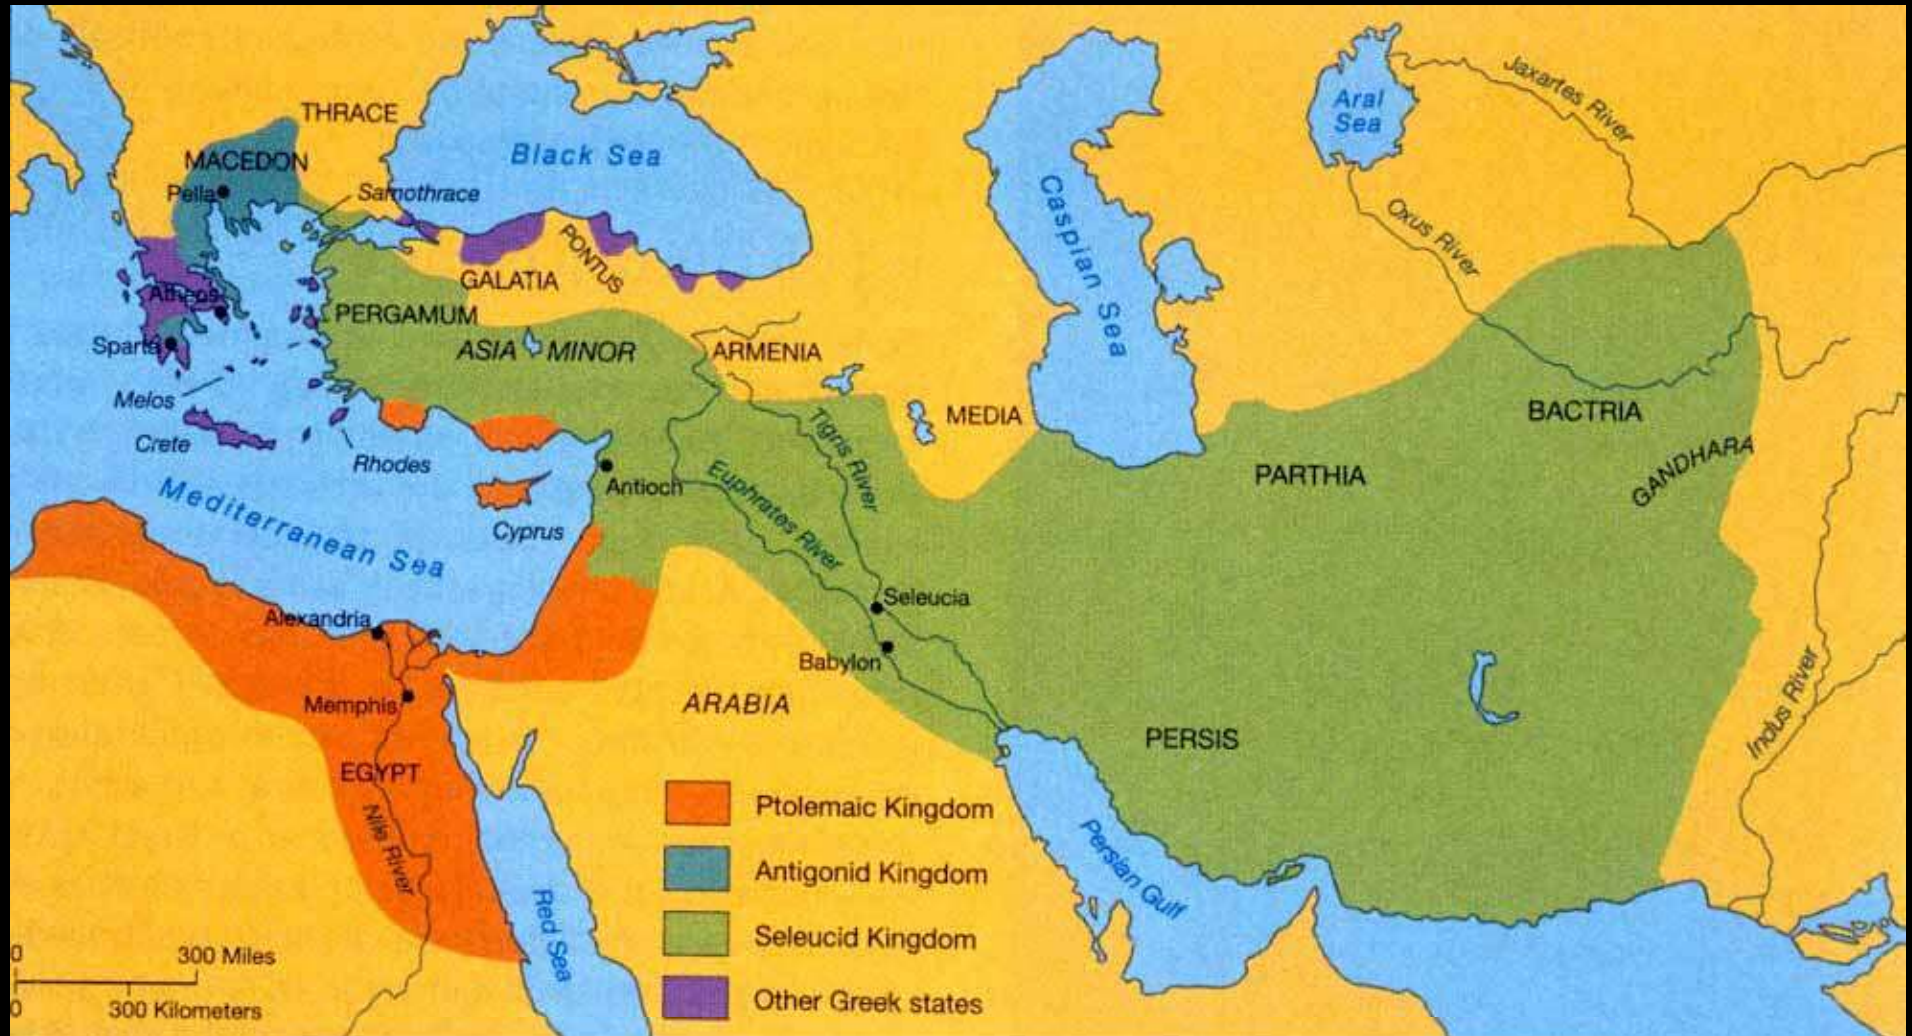 THRACE
MACEDON
Pella
Samothrace
Black Sea
Aral
Sea
Jaxartes River
Oxus River
Caspian Sea
PONTUS
GALATIA
Athens
PERGAMUM
Sparta
ASIA MINOR
ARMENIA
Melos
Crete
Rhodes
MEDIA
BACTRIA
GANDHARA
PARTHIA
Tigris River
Euphrates River
Antioch
Cyprus
Mediterranean Sea
Seleucia
Babylon
Alexandria
Memphis
ARABIA
PERSIS
Indus River
EGYPT
Nile River
Red Sea
Persian Gulf
Ptolemaic Kingdom
Antigonid Kingdom
Seleucid Kingdom
Other Greek states
0 300 Miles
0 300 Kilometers